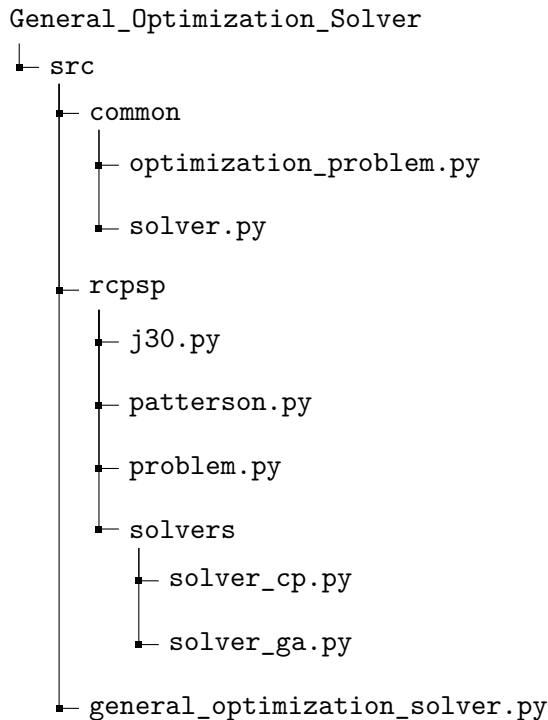 General_Optimization_Solver
src
common
optimization_problem.py
solver.py
rcpsp
j30.py
patterson.py
problem.py
solvers
solver_cp.py
solver_ga.py
general_optimization_solver.py